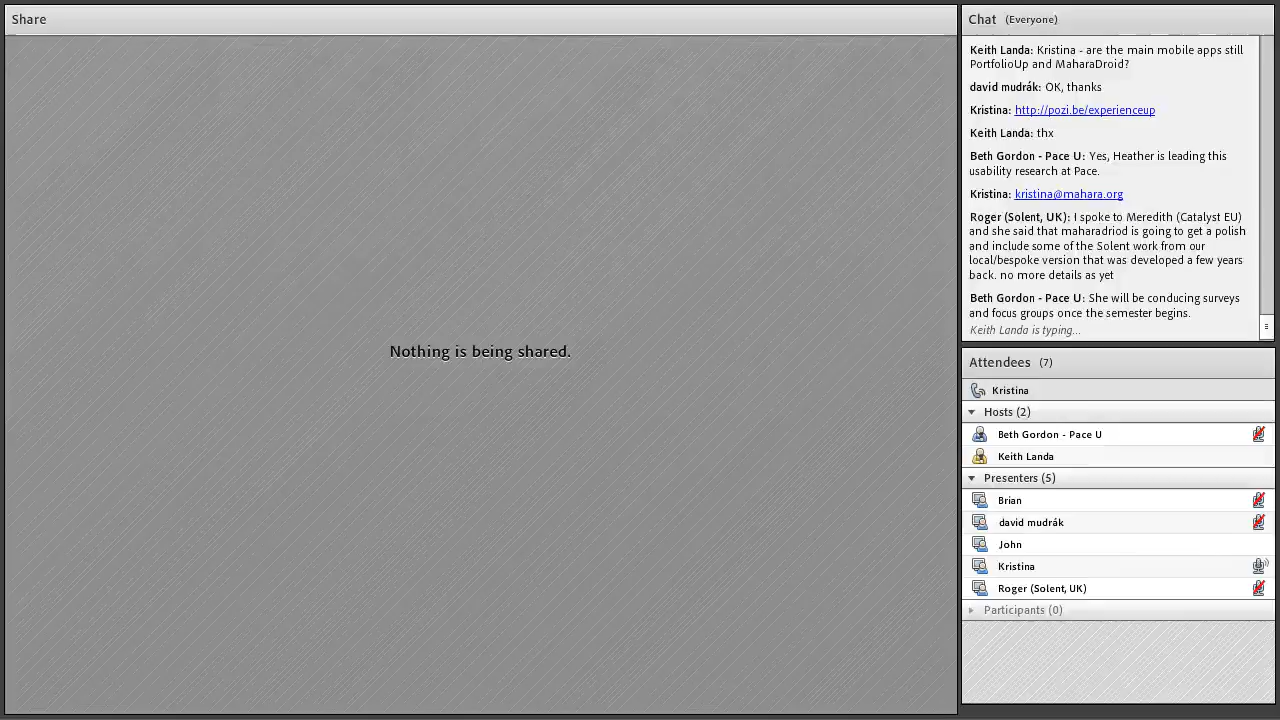 Share
Nothing is being shared.
Chat (Everyone)
Keith Landa: Kristina - are the main mobile apps still
PortfolioUp and MaharaDroid?
david mudrák: OK, thanks
Kristina: http://pozi.be/experienceup
Keith Landa: thx
Beth Gordon - Pace U: Yes, Heather is leading this
usability research at Pace.
Kristina: kristina@mahara.org
Roger (Solent, UK): I spoke to Meredith (Catalyst EU)
and she said that maharadriod is going to get a polish
and include some of the Solent work from our
local/bespoke version that was developed a few years
back. no more details as yet
Beth Gordon - Pace U: She will be conducing surveys
and focus groups once the semester begins.
Keith Landa is typing...
Attendees (7)
Kristina
Hosts (2)
Beth Gordon - Pace U
Keith Landa
Presenters (5)
Brian
david mudrák
John
Kristina
Roger (Solent, UK)
Participants (0)